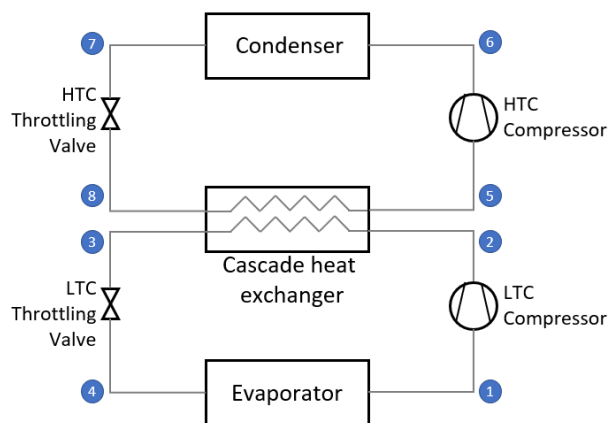 7
Condenser
6
HTC
Throttling
Valve
HTC
Compressor
8
5
3
2
Cascade heat
exchanger
LTC
Throttling
Valve
LTC
Compressor
4
Evaporator
1